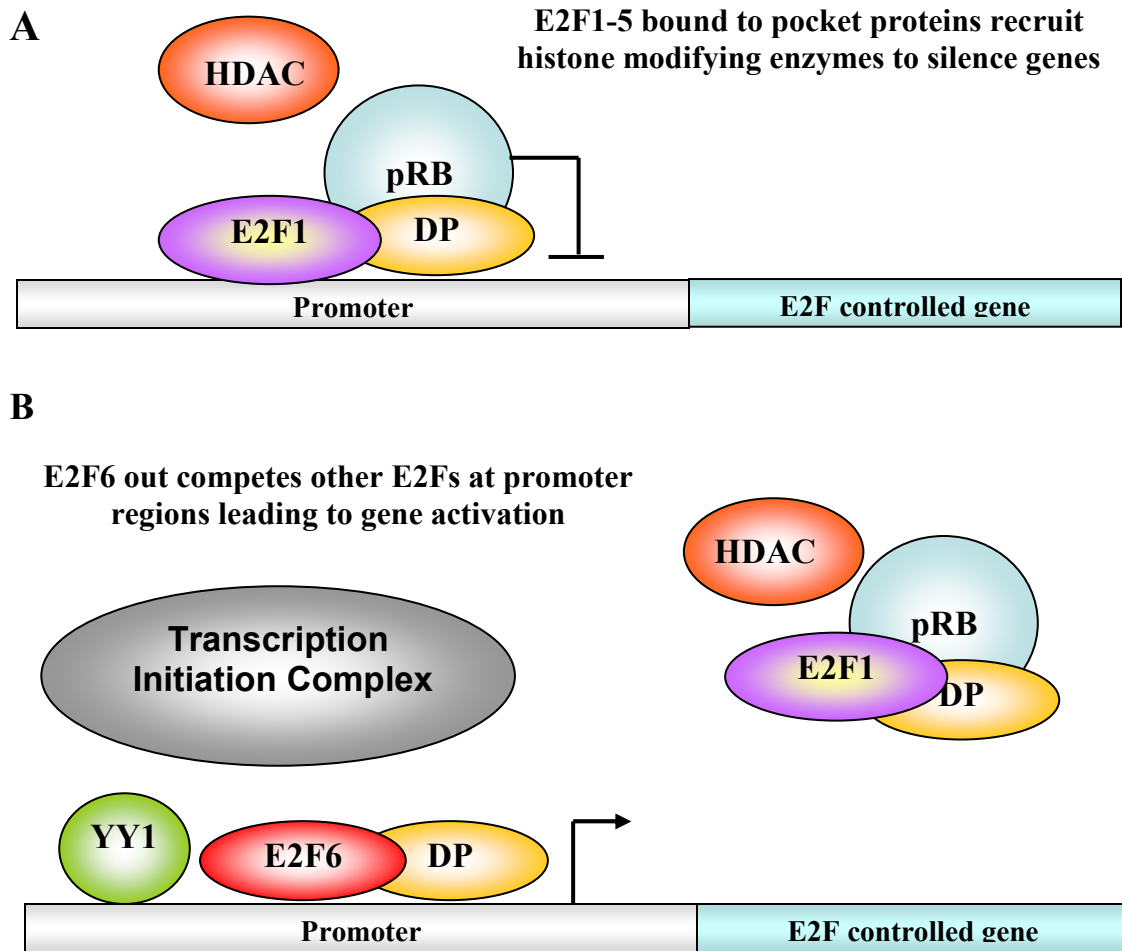 A
E2F1-5 bound to pocket proteins recruit
histone modifying enzymes to silence genes
HDAC
pRB
E2F1
DP
Promoter
E2F controlled gene
B
E2F6 out competes other E2Fs at promoter
regions leading to gene activation
HDAC
pRB
E2F1
DP
Transcription
Initiation Complex
YY1
E2F6
DP
Promoter
E2F controlled gene